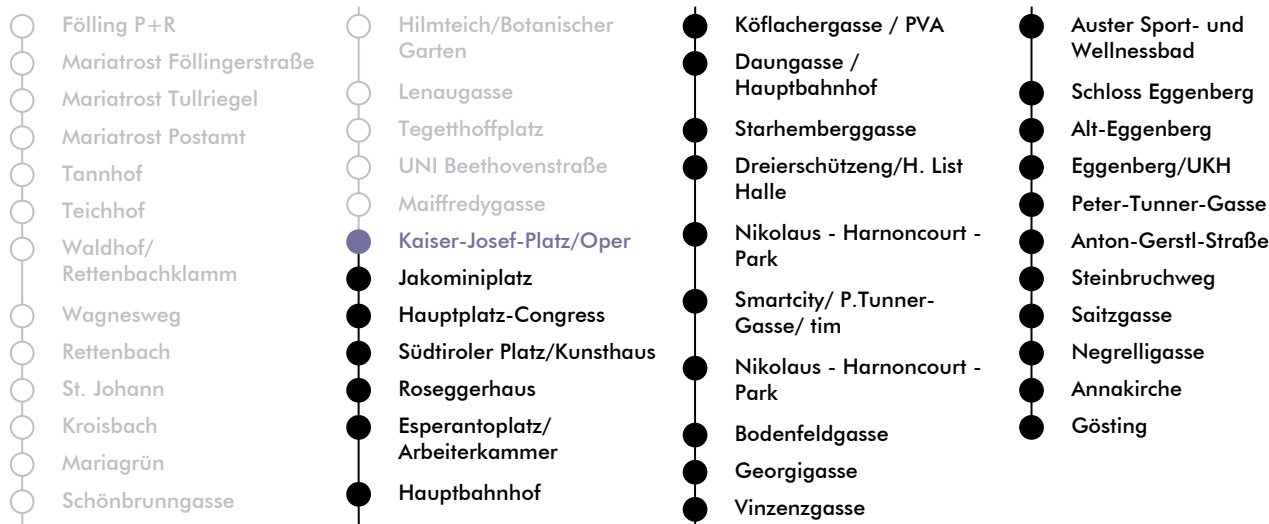 Fölling P+R
Mariatrost Föllingerstraße
Mariatrost Tullriegel
Mariatrost Postamt
Tannhof
Teichhof
Waldhof/
Rettenbachklamm
Wagnesweg
Rettenbach
St. Johann
Kroisbach
Mariagrün
Schönbrunngasse
Hilmteich/Botanischer
Garten
Lenaugasse
Tegetthoffplatz
UNI Beethovenstraße
Maiffredygasse
Kaiser-Josef-Platz/Oper
Jakominiplatz
Hauptplatz-Congress
Südtiroler Platz/Kunsthaus
Roseggerhaus
Esperantoplatz/
Arbeiterkammer
Hauptbahnhof
Köflachergasse / PVA
Daungasse /
Hauptbahnhof
Starhemberggasse
Dreierschützeng/H. List
Halle
Nikolaus - Harnoncourt -
Park
Smartcity/ P.Tunner-
Gasse/ tim
Nikolaus - Harnoncourt -
Park
Bodenfeldgasse
Georgigasse
Vinzenzgasse
Auster Sport- und
Wellnessbad
Schloss Eggenberg
Alt-Eggenberg
Eggenberg/UKH
Peter-Tunner-Gasse
Anton-Gerstl-Straße
Steinbruchweg
Saitzgasse
Negrelligasse
Annakirche
Gösting